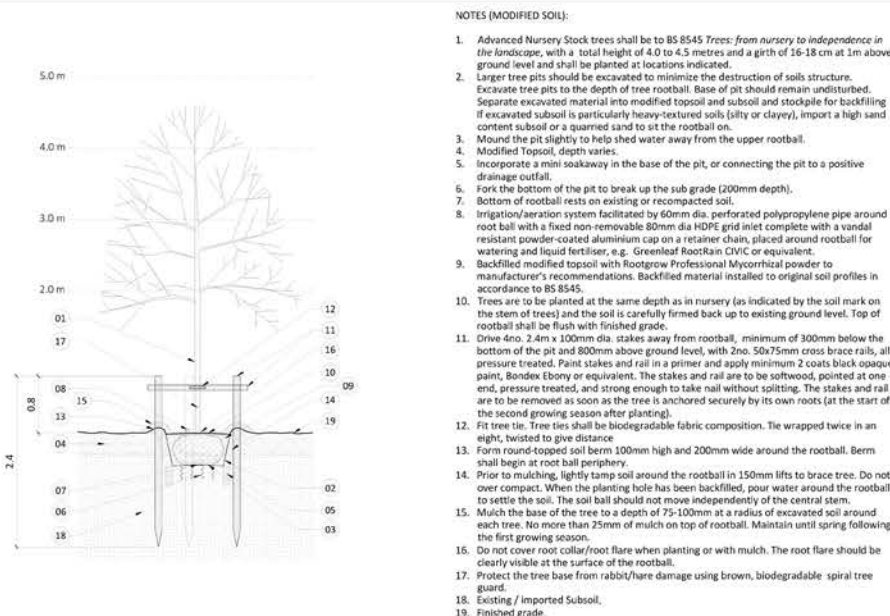 NOTES (MODIFIED SOIL):
1. Advanced Nursery Stock trees shall be to BS 8545 Trees: from nursery to independence in
the landscape, with a total height of 4.0 to 4.5 metres and a girth of 16-18 cm at 1m above
ground level and shall be planted at locations indicated.
2. Larger tree pits should be excavated to minimize the destruction of soils structure.
Excavate tree pits to the depth of tree rootball. Base of pit should remain undisturbed.
Separate excavated material into modified topsoil and subsoil and stockpile for backfilling
If excavated subsoil is particularly heavy-textured soils (silty or clayey), import a high sand
content subsoil or a quarried sand to sit the rootball on.
3. Mound the pit slightly to help shed water away from the upper rootball.
4. Modified Topsoil, depth varies.
5. Incorporate a mini soakaway in the base of the pit, or connecting the pit to a positive
drainage outfall.
6. Fork the bottom of the pit to break up the sub grade (200mm depth).
7. Bottom of rootball rests on existing or recompacted soil.
8. Irrigation/aeration system facilitated by 60mm dia. perforated polypropylene pipe around
root ball with a fixed non-removable 80mm dia HDPE grid inlet complete with a vandal
resistant powder-coated aluminium cap on a retainer chain, placed around rootball for
watering and liquid fertiliser, e.g. Greenleaf RootRain CIVIC or equivalent.
9. Backfilled modified topsoil with Rootgrow Professional Mycorrhizal powder to
manufacturer's recommendations. Backfilled material installed to original soil profiles in
accordance to BS 8545.
10. Trees are to be planted at the same depth as in nursery (as indicated by the soil mark on
the stem of trees) and the soil is carefully firmed back up to existing ground level. Top of
rootball shall be flush with finished grade.
11. Drive 4no. 2.4m x 100mm dia. stakes away from rootball, minimum of 300mm below the
bottom of the pit and 800mm above ground level, with 2no. 50x75mm cross brace rails, all
pressure treated. Paint stakes and rail in a primer and apply minimum 2 coats black opaque
paint, Bondex Ebony or equivalent. The stakes and rail are to be softwood, pointed at one
end, pressure treated, and strong enough to take nail without splitting. The stakes and rail
are to be removed as soon as the tree is anchored securely by its own roots (at the start of
the second growing season after planting).
12. Fit tree tie. Tree ties shall be biodegradable fabric composition. Tie wrapped twice in an
eight, twisted to give distance
13. Form round-topped soil berm 100mm high and 200mm wide around the rootball. Berm
shall begin at root ball periphery.
14. Prior to mulching, lightly tamp soil around the rootball in 150mm lifts to brace tree. Do not
over compact. When the planting hole has been backfilled, pour water around the rootball
to settle the soil. The soil ball should not move independently of the central stem.
15. Mulch the base of the tree to a depth of 75-100mm at a radius of excavated soil around
each tree. No more than 25mm of mulch on top of rootball. Maintain until spring following
the first growing season.
16. Do not cover root collar/root flare when planting or with mulch. The root flare should be
clearly visible at the surface of the rootball.
17. Protect the tree base from rabbit/hare damage using brown, biodegradable spiral tree
guard.
18. Existing / imported Subsoil,
19. Finished grade.
5.0 m
4.0 m
3.0 m
2.0 m
01
17
08
15
13
04
07
06
18
12
11
16
10
09
14
19
02
05
03
0.8
2.4